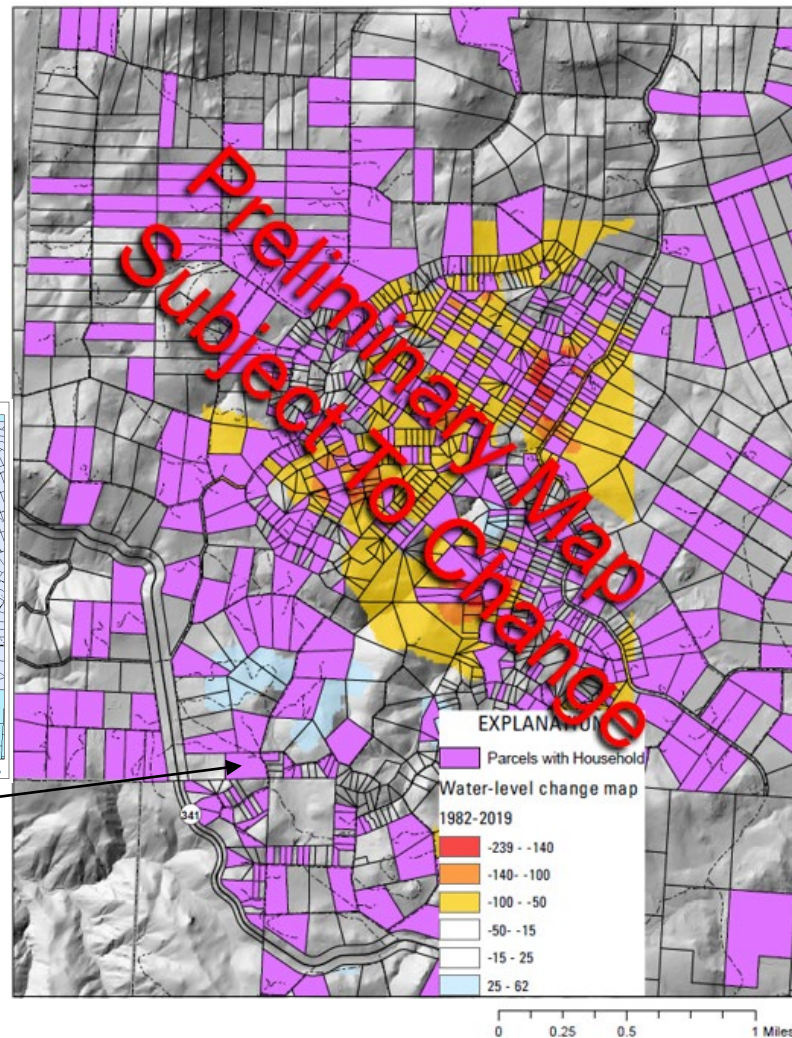 Preliminary Map
Subject To Change
341
Parcels with Household
Water-level change map
1982-2019
-239 - -140
-140- -100
-100 - -50
-50- -15
-15 - 25
25 - 62
0 0.25 0.5 1 Miles